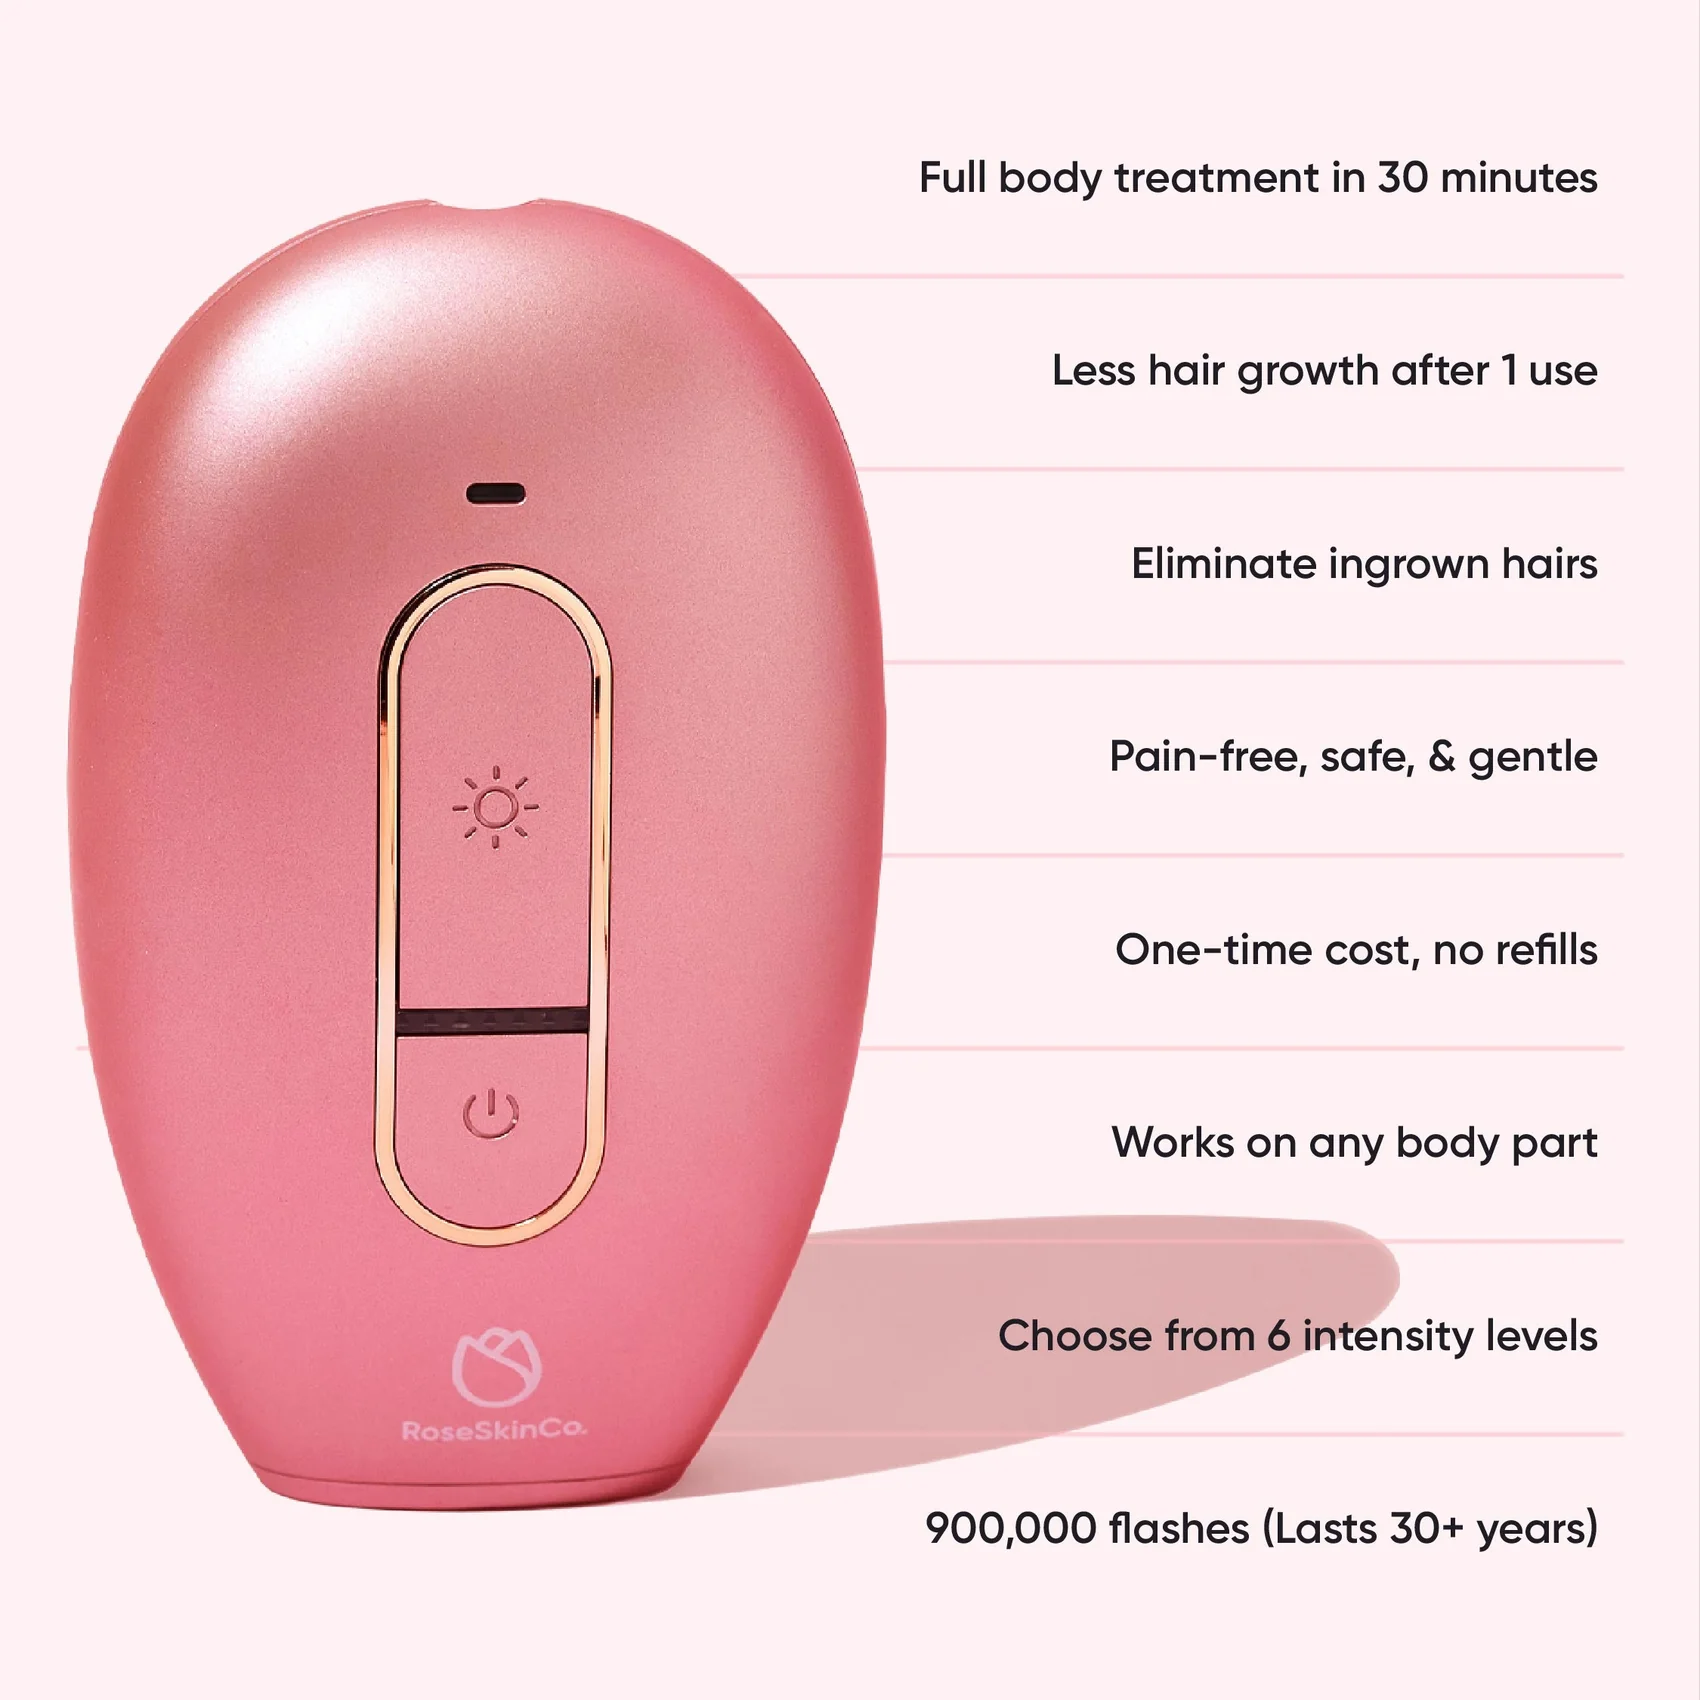 Full body treatment in 30 minutes
Less hair growth after 1 use
Eliminate ingrown hairs
Pain-free, safe, & gentle
One-time cost, no refills
Works on any body part
Choose from 6 intensity levels
RoseSkinCo.
900,000 flashes (Lasts 30+ years)